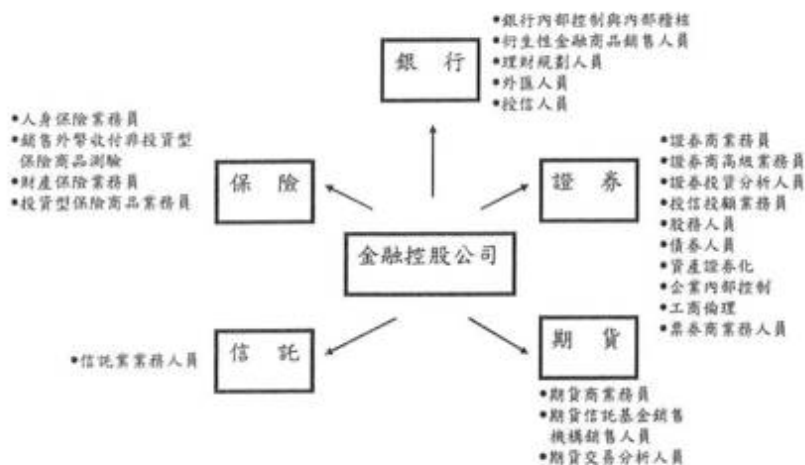 •銀行內部控制與內部稽核
•衍生性金融商品銷售人員
•理財規劃人員
•外匯人員
•授信人員
銀 行
•人身保險業務員
•銷售外幣收付非投資型
保險商品測驗
•財產保險業務員
•投資型保險商品業務員
保 險
•證券商業務員
•證券商高級業務員
•證券投資分析人員
•投信投顧業務員
•股務人員
•債券人員
•資產證券化
•企業內部控制
•工商倫理
•票券商業務人員
證 券
金融控股公司
•信託業業務人員
信 託
期 貨
•期貨商業務員
•期貨信託基金銷售
機構銷售人員
•期貨交易分析人員